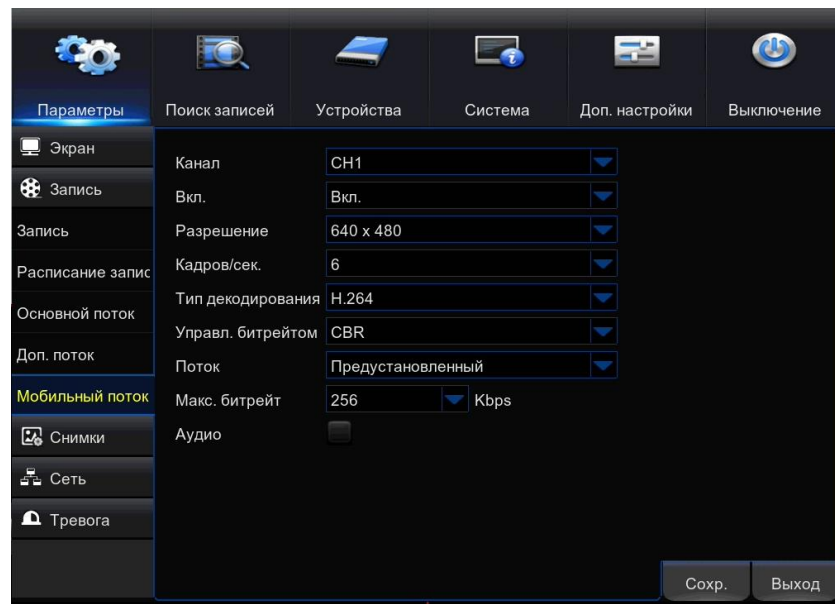 Параметры
Поиск записей
Устройства
Система
Доп. настройки
Выключение
Экран
Запись
Запись
Расписание запис
Основной поток
Доп. поток
Мобильный поток
Снимки
Сеть
Тревога
Канал CH1
Вкл. Вкл.
Разрешение 640 x 480
Кадров/сек. 6
Тип декодирования H.264
Управл. битрейтом CBR
Поток Предустановленный
Макс. битрейт 256 Kbps
Аудио
Сохр.
Выход